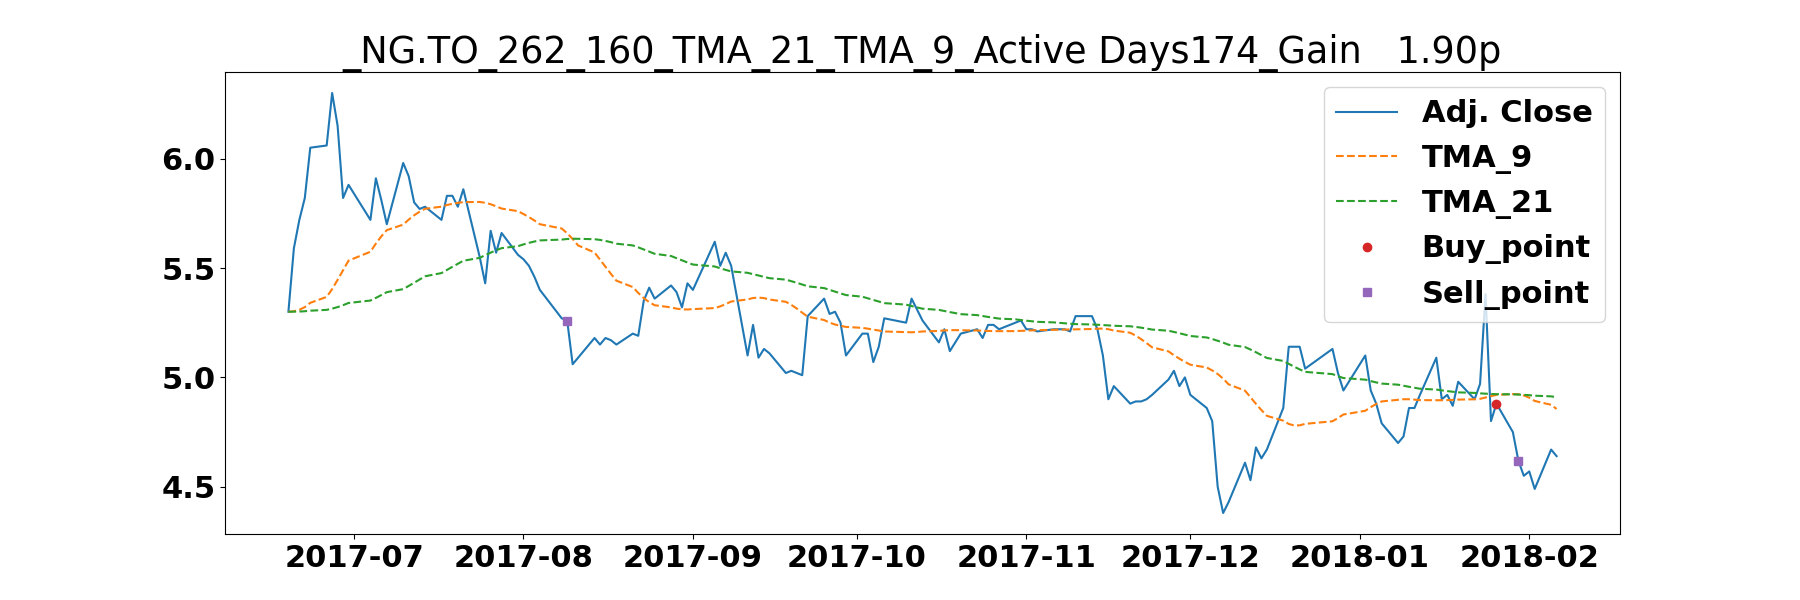 _NG.TO_262_160_TMA_21_TMA_9_Active Days174_Gain   1.90p
Adj. Close
TMA_9
TMA_21
Buy_point
Sell_point
6.0
5.5
5.0
4.5
2017-07 2017-08 2017-09 2017-10 2017-11 2017-12 2018-01 2018-02